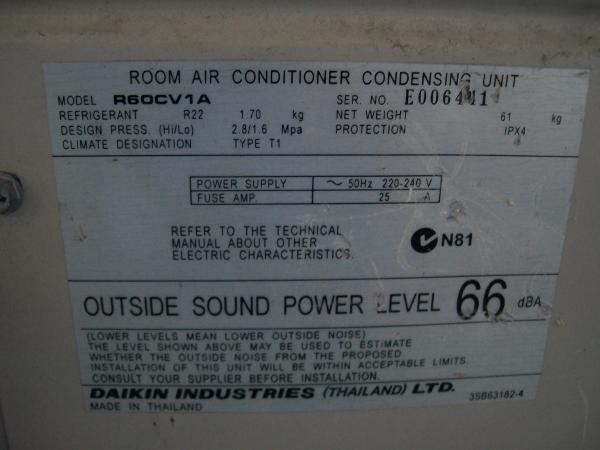 ROOM AIR CONDITIONER CONDENSING UNIT
MODEL R60CV1A SER. NO. E006441
REFRIGERANT R22 1.70 kg NET WEIGHT 61 kg
DESIGN PRESS. (Hi/Lo) 2.8/1.6 Mpa PROTECTION IPX4
CLIMATE DESIGNATION TYPE T1
POWER SUPPLY ~ 50Hz 220-240 V
FUSE AMP. 25 A
REFER TO THE TECHNICAL
MANUAL ABOUT OTHER
ELECTRIC CHARACTERISTICS.
N81
OUTSIDE SOUND POWER LEVEL 66 dBA
(LOWER LEVELS MEAN LOWER OUTSIDE NOISE)
THE LEVEL SHOWN ABOVE MAY BE USED TO ESTIMATE
WHETHER THE OUTSIDE NOISE FROM THE PROPOSED
INSTALLATION OF THIS UNIT WILL BE WITHIN ACCEPTABLE LIMITS.
CONSULT YOUR SUPPLIER BEFORE INSTALLATION.
DAIKIN INDUSTRIES (THAILAND) LTD.
MADE IN THAILAND 3SB63182-4